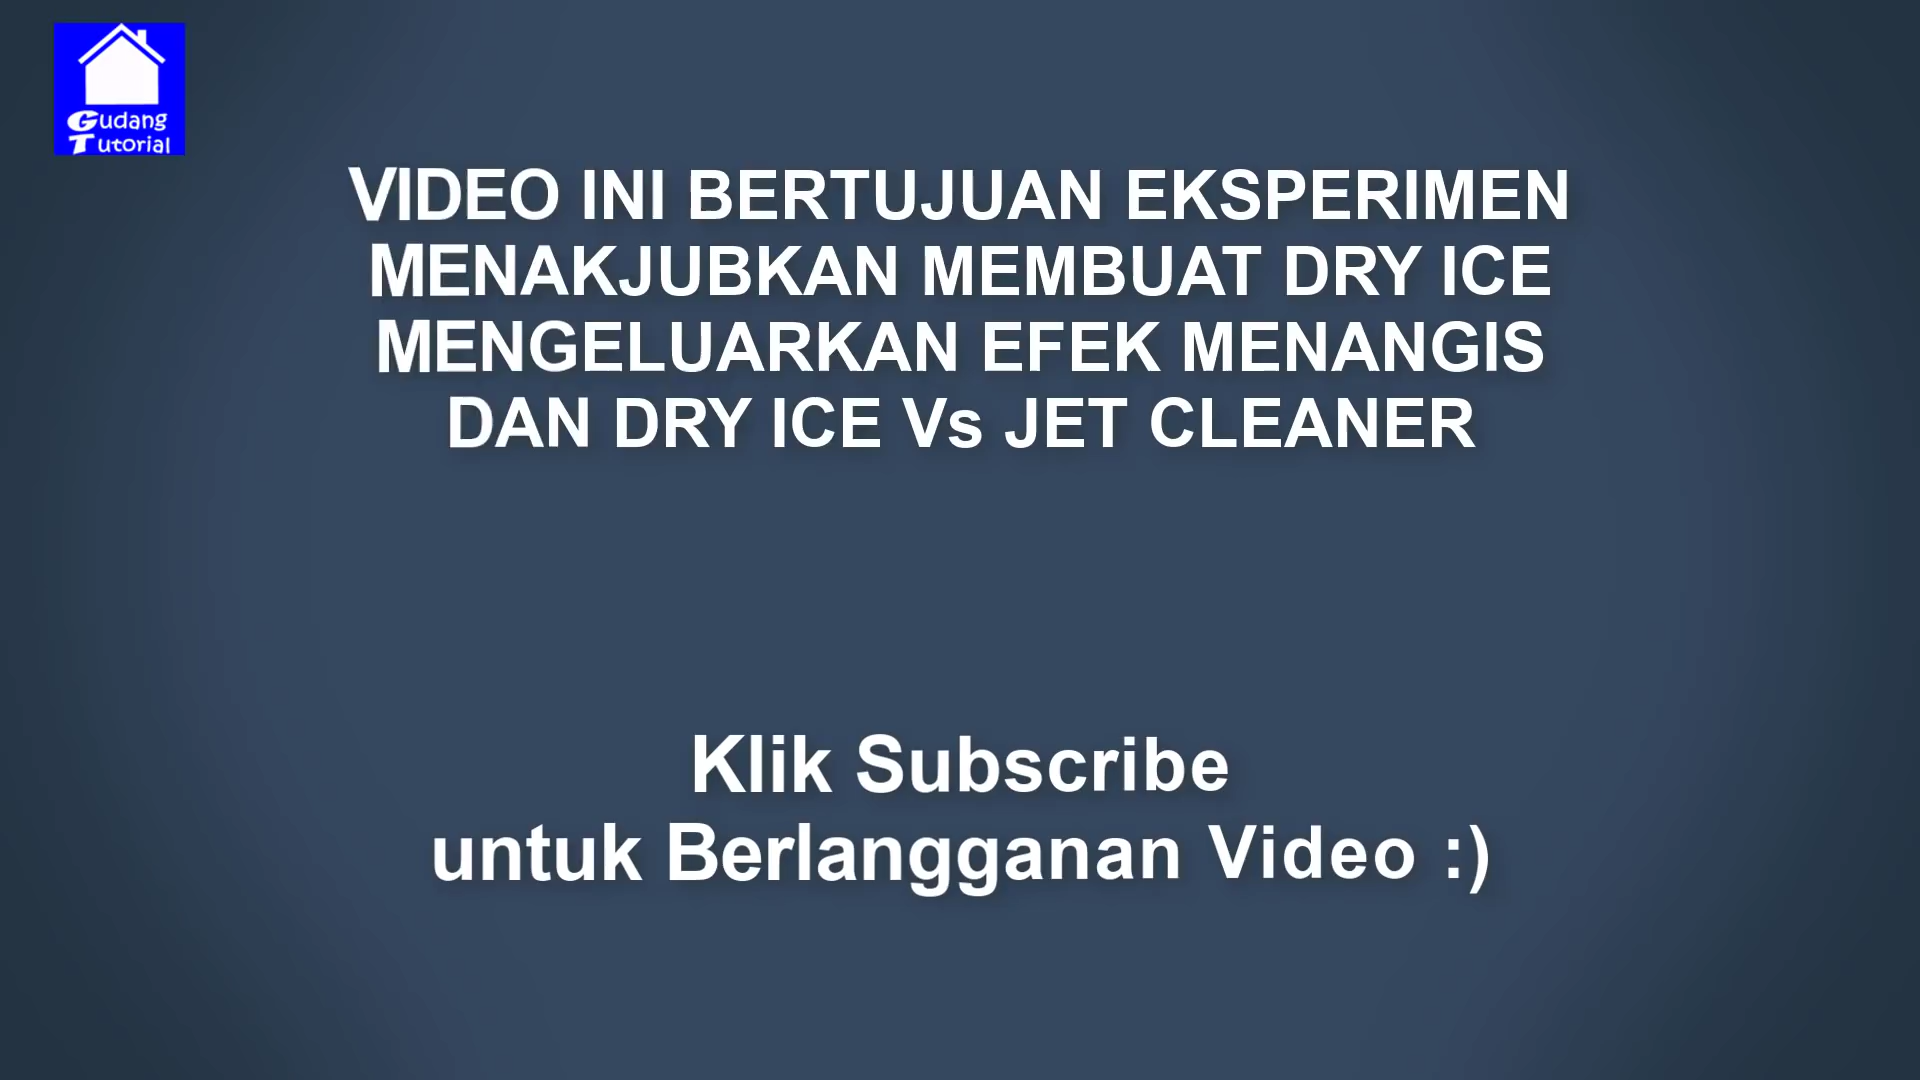 Gudang
Tutorial
VIDEO INI BERTUJUAN EKSPERIMEN
MENAKJUBKAN MEMBUAT DRY ICE
MENGELUARKAN EFEK MENANGIS
DAN DRY ICE Vs JET CLEANER
Klik Subscribe
untuk Berlangganan Video :)